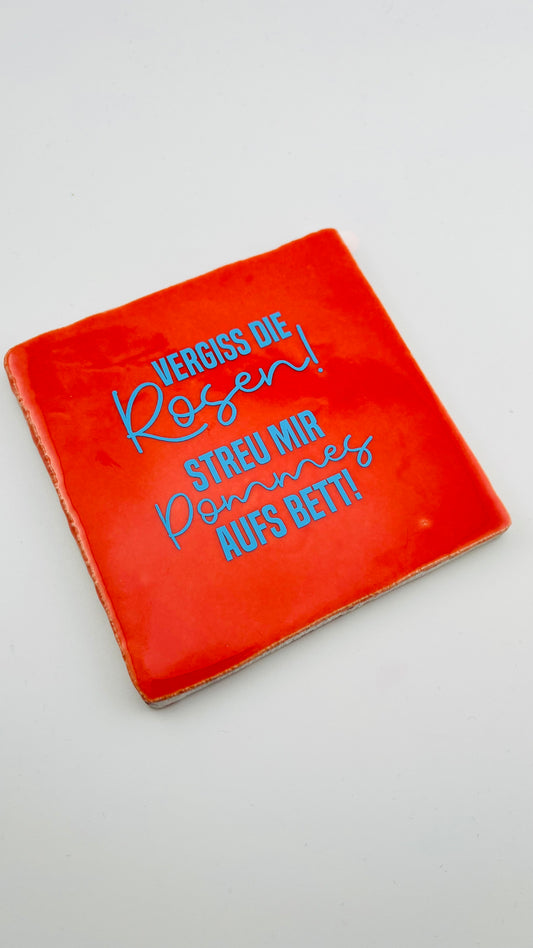 VERGISS DIE
Rosen!
STREU MIR
Pommes
AUFS BETT!